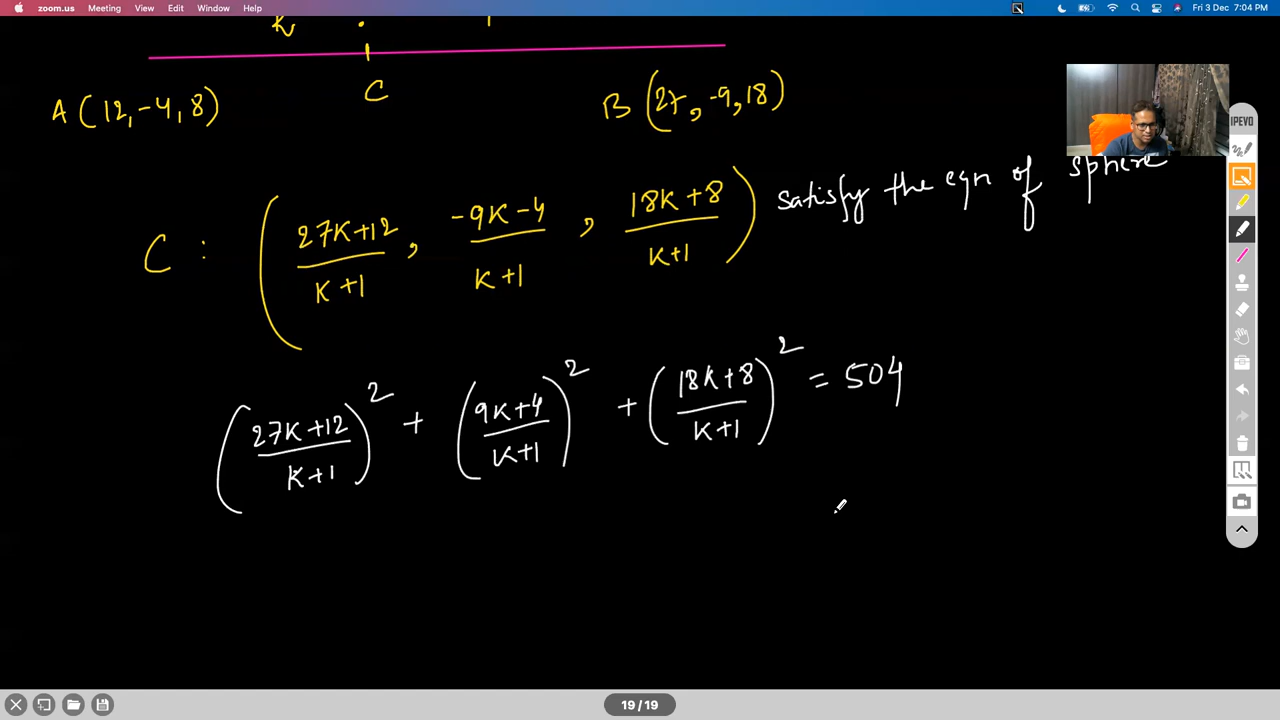 zoom.us Meeting View Edit Window Help Fri 3 Dec 7:04 PM
K
C
A (12, -4, 8) B (27, -9, 18)
IPEVO
C : ( (27K+12)/(K+1), (-9K-4)/(K+1), (18K+8)/(K+1) ) satisfy the eqn of sphere
((27K+12)/(K+1))² + ((9K+4)/(K+1))² + ((18K+8)/(K+1))² = 504
19 / 19